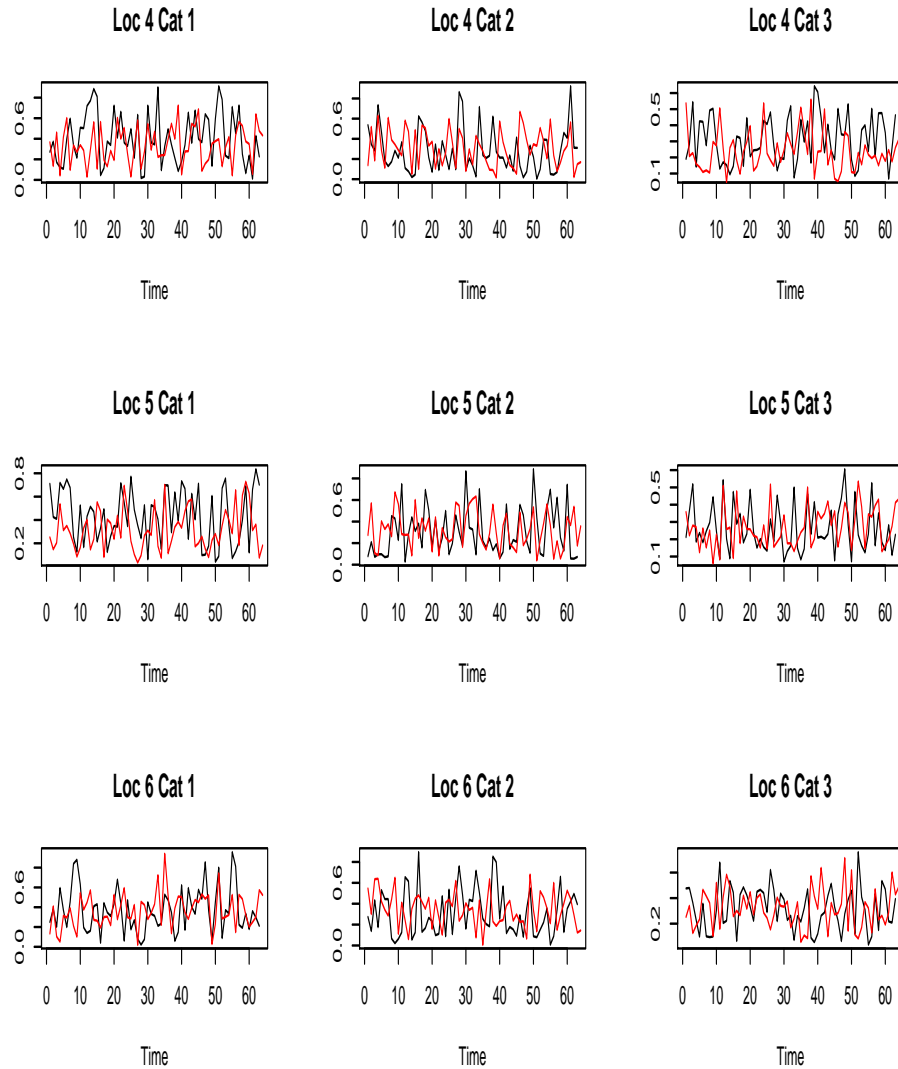 Loc 4 Cat 1
Loc 4 Cat 2
Loc 4 Cat 3
0.0 0.6
0 10 20 30 40 50 60
Time
0.0 0.6
0 10 20 30 40 50 60
Time
0.1 0.5
0 10 20 30 40 50 60
Time
Loc 5 Cat 1
Loc 5 Cat 2
Loc 5 Cat 3
0.2 0.8
0 10 20 30 40 50 60
Time
0.0 0.6
0 10 20 30 40 50 60
Time
0.1 0.5
0 10 20 30 40 50 60
Time
Loc 6 Cat 1
Loc 6 Cat 2
Loc 6 Cat 3
0.0 0.6
0 10 20 30 40 50 60
Time
0.0 0.6
0 10 20 30 40 50 60
Time
0.2
0 10 20 30 40 50 60
Time